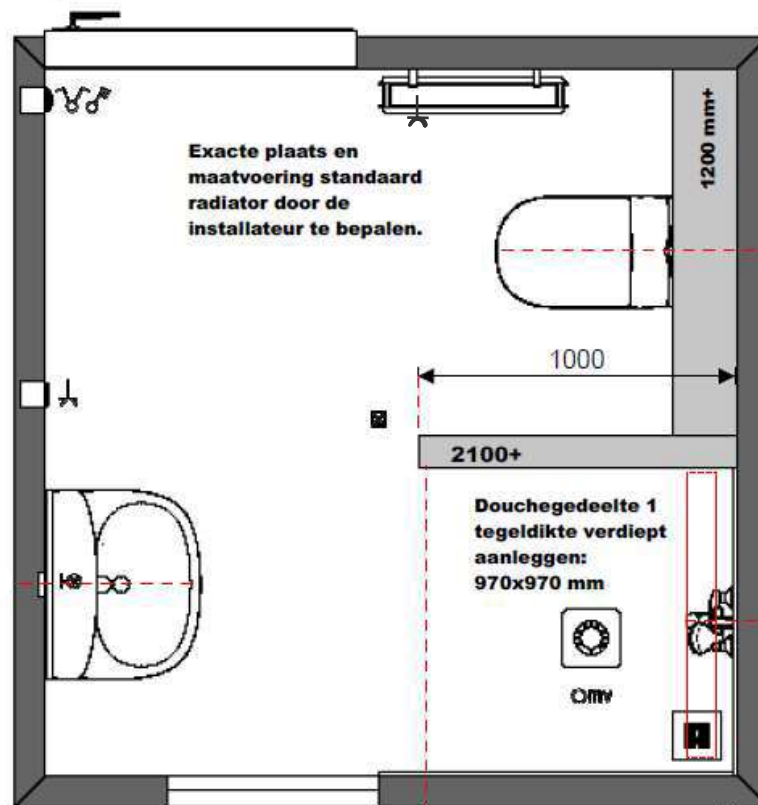 Exacte plaats en
maatvoering standaard
radiator door de
installateur te bepalen.
1200 mm+
1000
2100+
Douchegedeelte 1
tegeldikte verdiept
aanleggen:
970x970 mm
mv